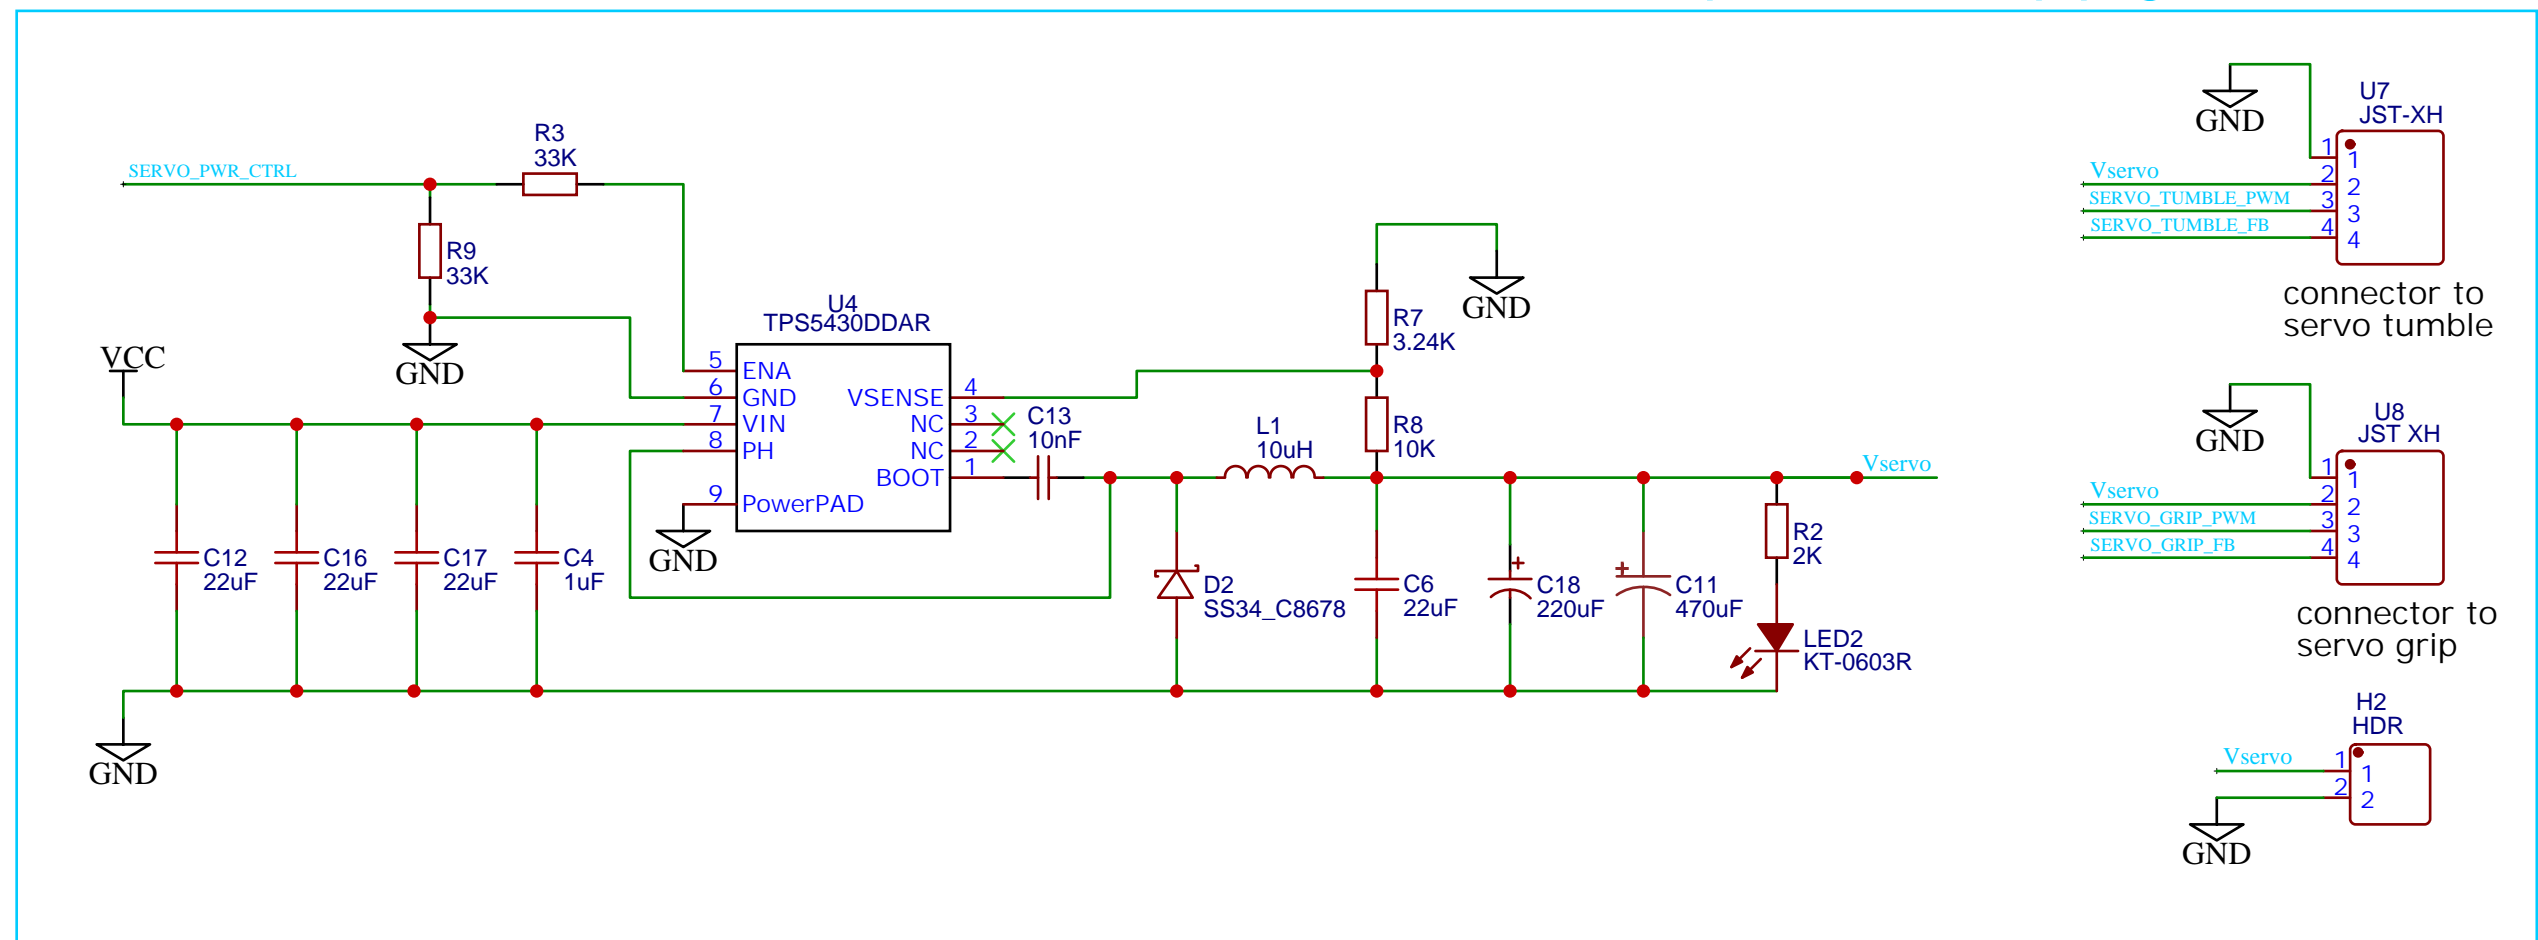 SERVO_PWR_CTRL
R3
33K
R9
33K
GND
VCC
U4
TPS5430DDAR
5 ENA
6 GND
7 VIN
8 PH
9 PowerPAD
VSENSE 4
NC 3
NC 2
BOOT 1
GND
C13
10nF
C12
22uF
C16
22uF
C17
22uF
C4
1uF
GND
GND
R7
3.24K
R8
10K
L1
10uH
D2
SS34_C8678
C6
22uF
+
C18
220uF
+
C11
470uF
Vservo
R2
2K
LED2
KT-0603R
GND
U7
JST-XH
1 1
Vservo 2 2
SERVO_TUMBLE_PWM 3 3
SERVO_TUMBLE_FB 4 4
connector to
servo tumble
GND
U8
JST XH
1 1
Vservo 2 2
SERVO_GRIP_PWM 3 3
SERVO_GRIP_FB 4 4
connector to
servo grip
H2
HDR
Vservo 1 1
2 2
GND